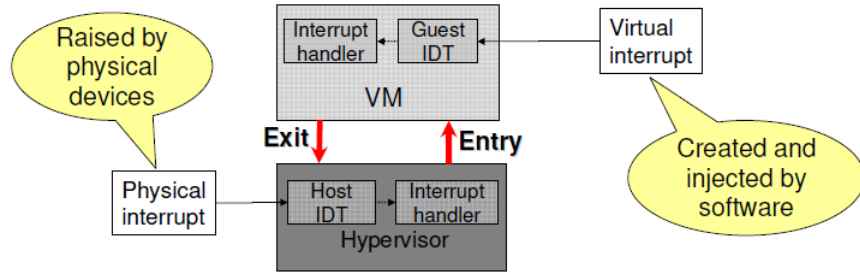 Raised by
physical
devices
Interrupt
handler
Guest
IDT
VM
Virtual
interrupt
Exit
Entry
Created and
injected by
software
Physical
interrupt
Host
IDT
Interrupt
handler
Hypervisor